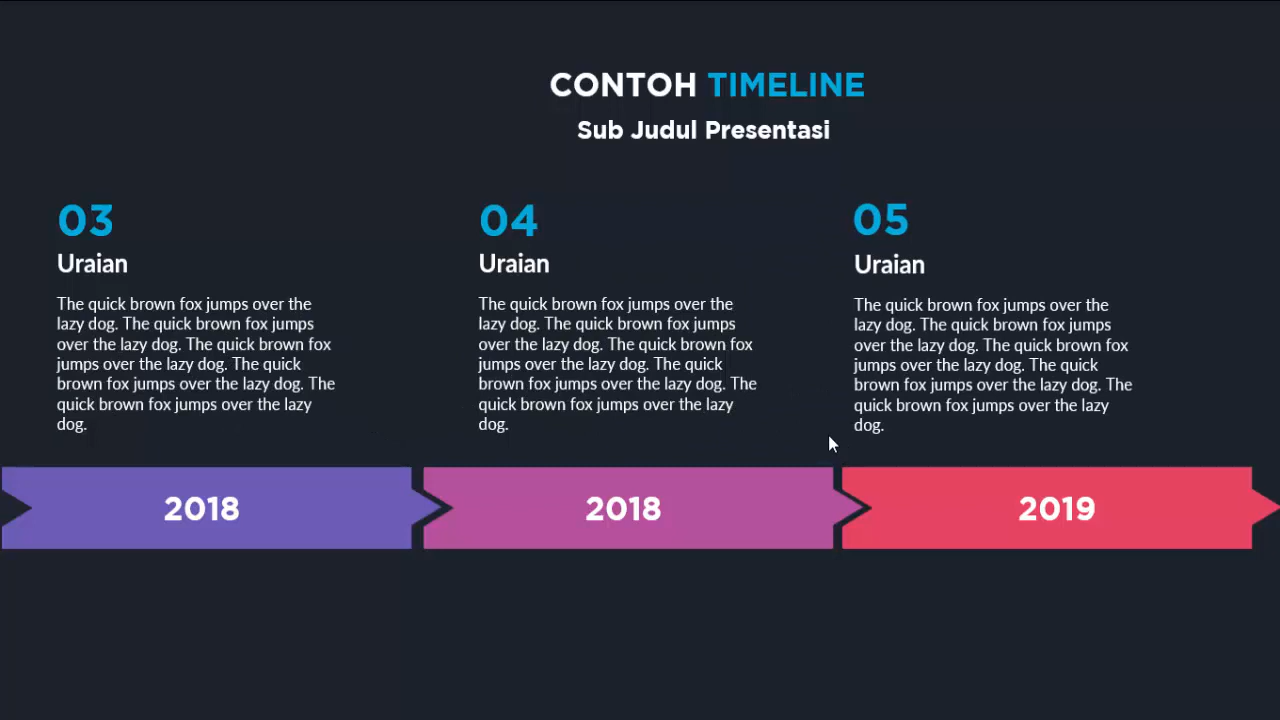 CONTOH TIMELINE
Sub Judul Presentasi
03
Uraian
The quick brown fox jumps over the
lazy dog. The quick brown fox jumps
over the lazy dog. The quick brown fox
jumps over the lazy dog. The quick
brown fox jumps over the lazy dog. The
quick brown fox jumps over the lazy
dog.
04
Uraian
The quick brown fox jumps over the
lazy dog. The quick brown fox jumps
over the lazy dog. The quick brown fox
jumps over the lazy dog. The quick
brown fox jumps over the lazy dog. The
quick brown fox jumps over the lazy
dog.
05
Uraian
The quick brown fox jumps over the
lazy dog. The quick brown fox jumps
over the lazy dog. The quick brown fox
jumps over the lazy dog. The quick
brown fox jumps over the lazy dog. The
quick brown fox jumps over the lazy
dog.
2018
2018
2019